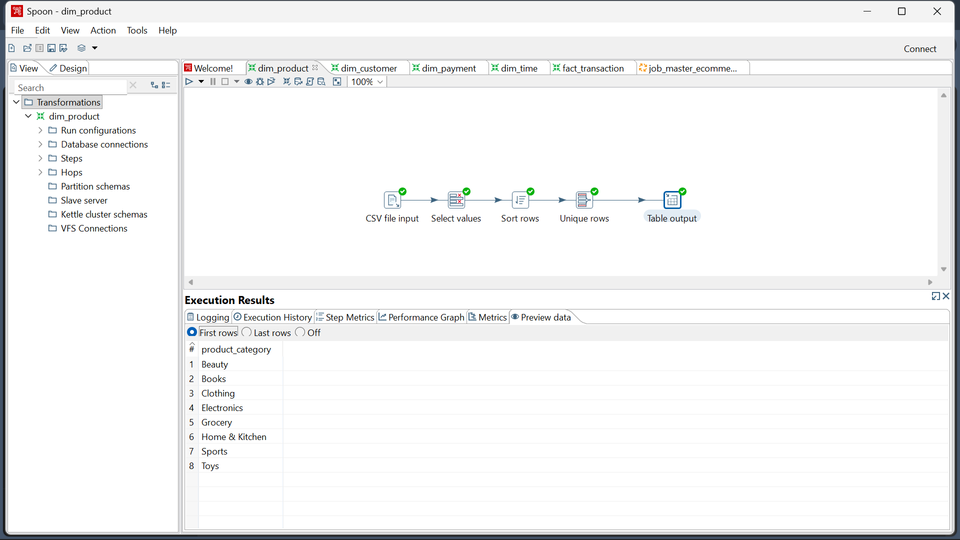 Spoon - dim_product
File Edit View Action Tools Help
Connect
View Design
Search
Transformations
dim_product
Run configurations
Database connections
Steps
Hops
Partition schemas
Slave server
Kettle cluster schemas
VFS Connections
Welcome! dim_product dim_customer dim_payment dim_time fact_transaction job_master_ecomme...
100%
CSV file input Select values Sort rows Unique rows Table output
Execution Results
Logging Execution History Step Metrics Performance Graph Metrics Preview data
First rows Last rows Off
# product_category
1 Beauty
2 Books
3 Clothing
4 Electronics
5 Grocery
6 Home & Kitchen
7 Sports
8 Toys